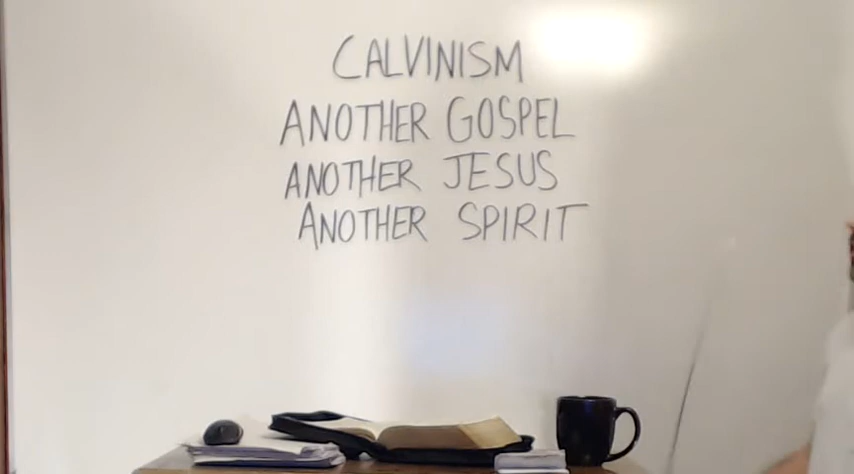 CALVINISM
ANOTHER GOSPEL
ANOTHER JESUS
ANOTHER SPIRIT